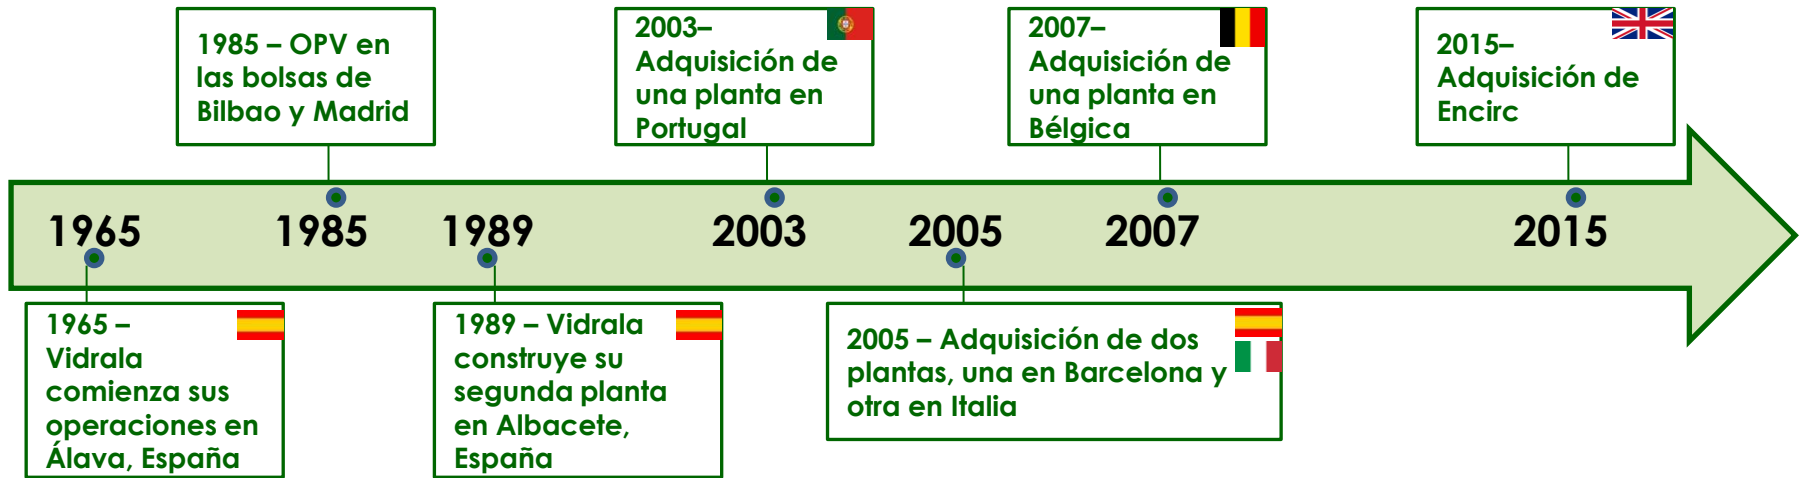 1985 – OPV en
las bolsas de
Bilbao y Madrid
2003–
Adquisición de
una planta en
Portugal
2007–
Adquisición de
una planta en
Bélgica
2015–
Adquisición de
Encirc
1965
1985
1989
2003
2005
2007
2015
1965 –
Vidrala
comienza sus
operaciones en
Álava, España
1989 – Vidrala
construye su
segunda planta
en Albacete,
España
2005 – Adquisición de dos
plantas, una en Barcelona y
otra en Italia